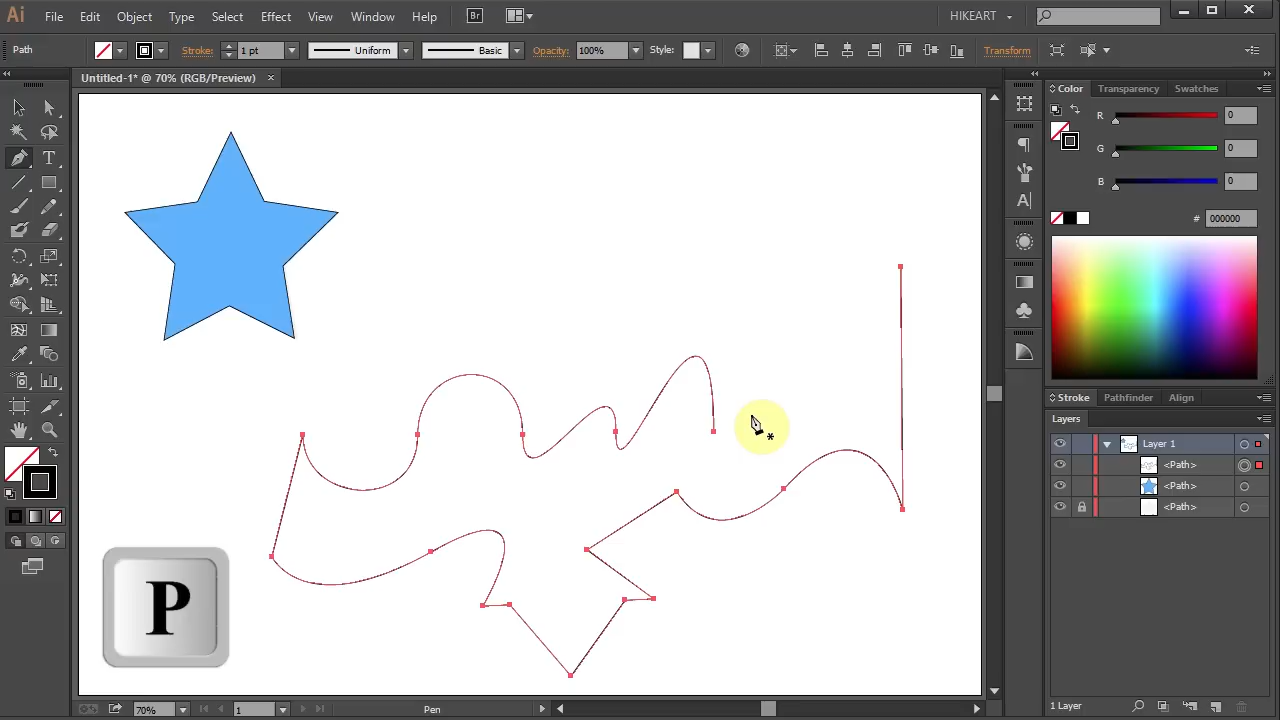 Ai File Edit Object Type Select Effect View Window Help Br HIKEART
Path Stroke: 1 pt Uniform Basic Opacity: 100% Style: Transform
Untitled-1* @ 70% (RGB/Preview) ×
Color Transparency Swatches
R 0
G 0
B 0
# 000000
Stroke Pathfinder Align
Layers
Layer 1
<Path>
<Path>
<Path>
P
70% 1 Pen 1 Layer